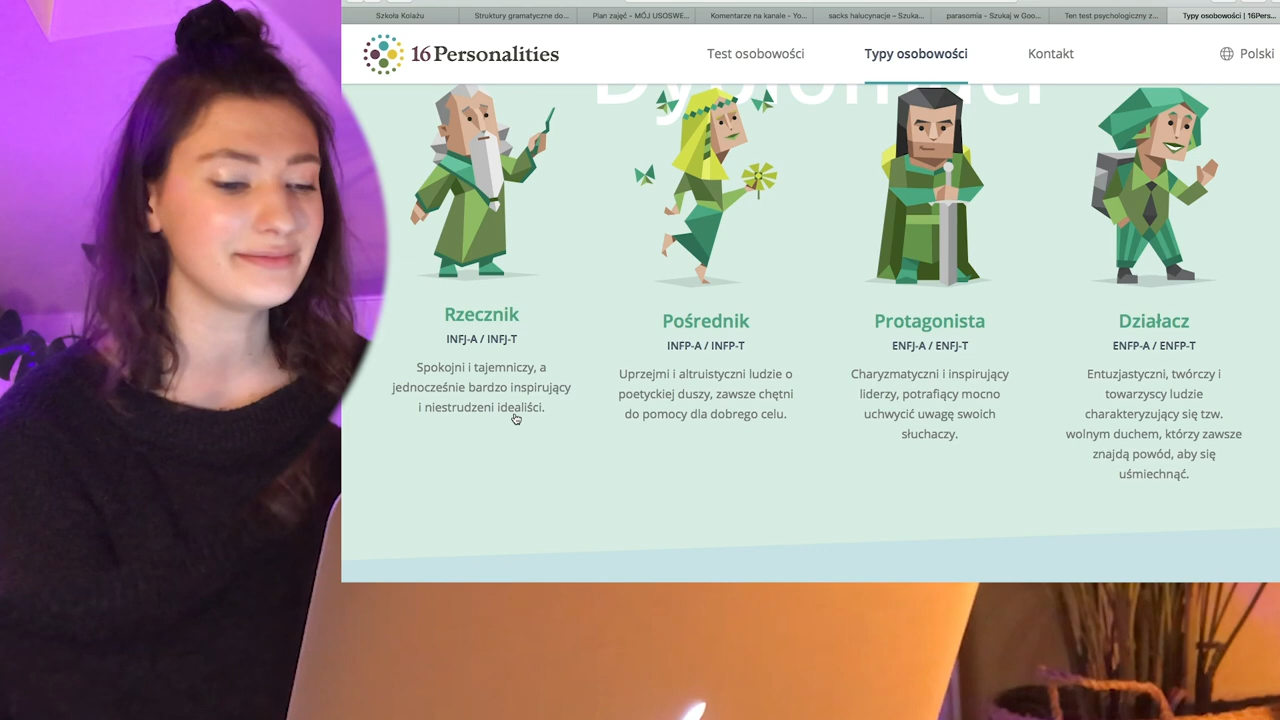 Szkoła Kolażu
Struktury gramatyczne do...
Plan zajęć - MÓJ USOSWE...
Komentarze na kanale - Yo...
sacks halucynacje – Szuka...
parasomia - Szukaj w Goo...
Ten test psychologiczny z...
Typy osobowości | 16Pers...
16Personalities
Test osobowości
Typy osobowości
Kontakt
Polski
Dyplomaci
Rzecznik
INFJ-A / INFJ-T
Spokojni i tajemniczy, a
jednocześnie bardzo inspirujący
i niestrudzeni idealiści.
Pośrednik
INFP-A / INFP-T
Uprzejmi i altruistyczni ludzie o
poetyckiej duszy, zawsze chętni
do pomocy dla dobrego celu.
Protagonista
ENFJ-A / ENFJ-T
Charyzmatyczni i inspirujący
liderzy, potrafiący mocno
uchwycić uwagę swoich
słuchaczy.
Działacz
ENFP-A / ENFP-T
Entuzjastyczni, twórczy i
towarzyscy ludzie
charakteryzujący się tzw.
wolnym duchem, którzy zawsze
znajdą powód, aby się
uśmiechnąć.